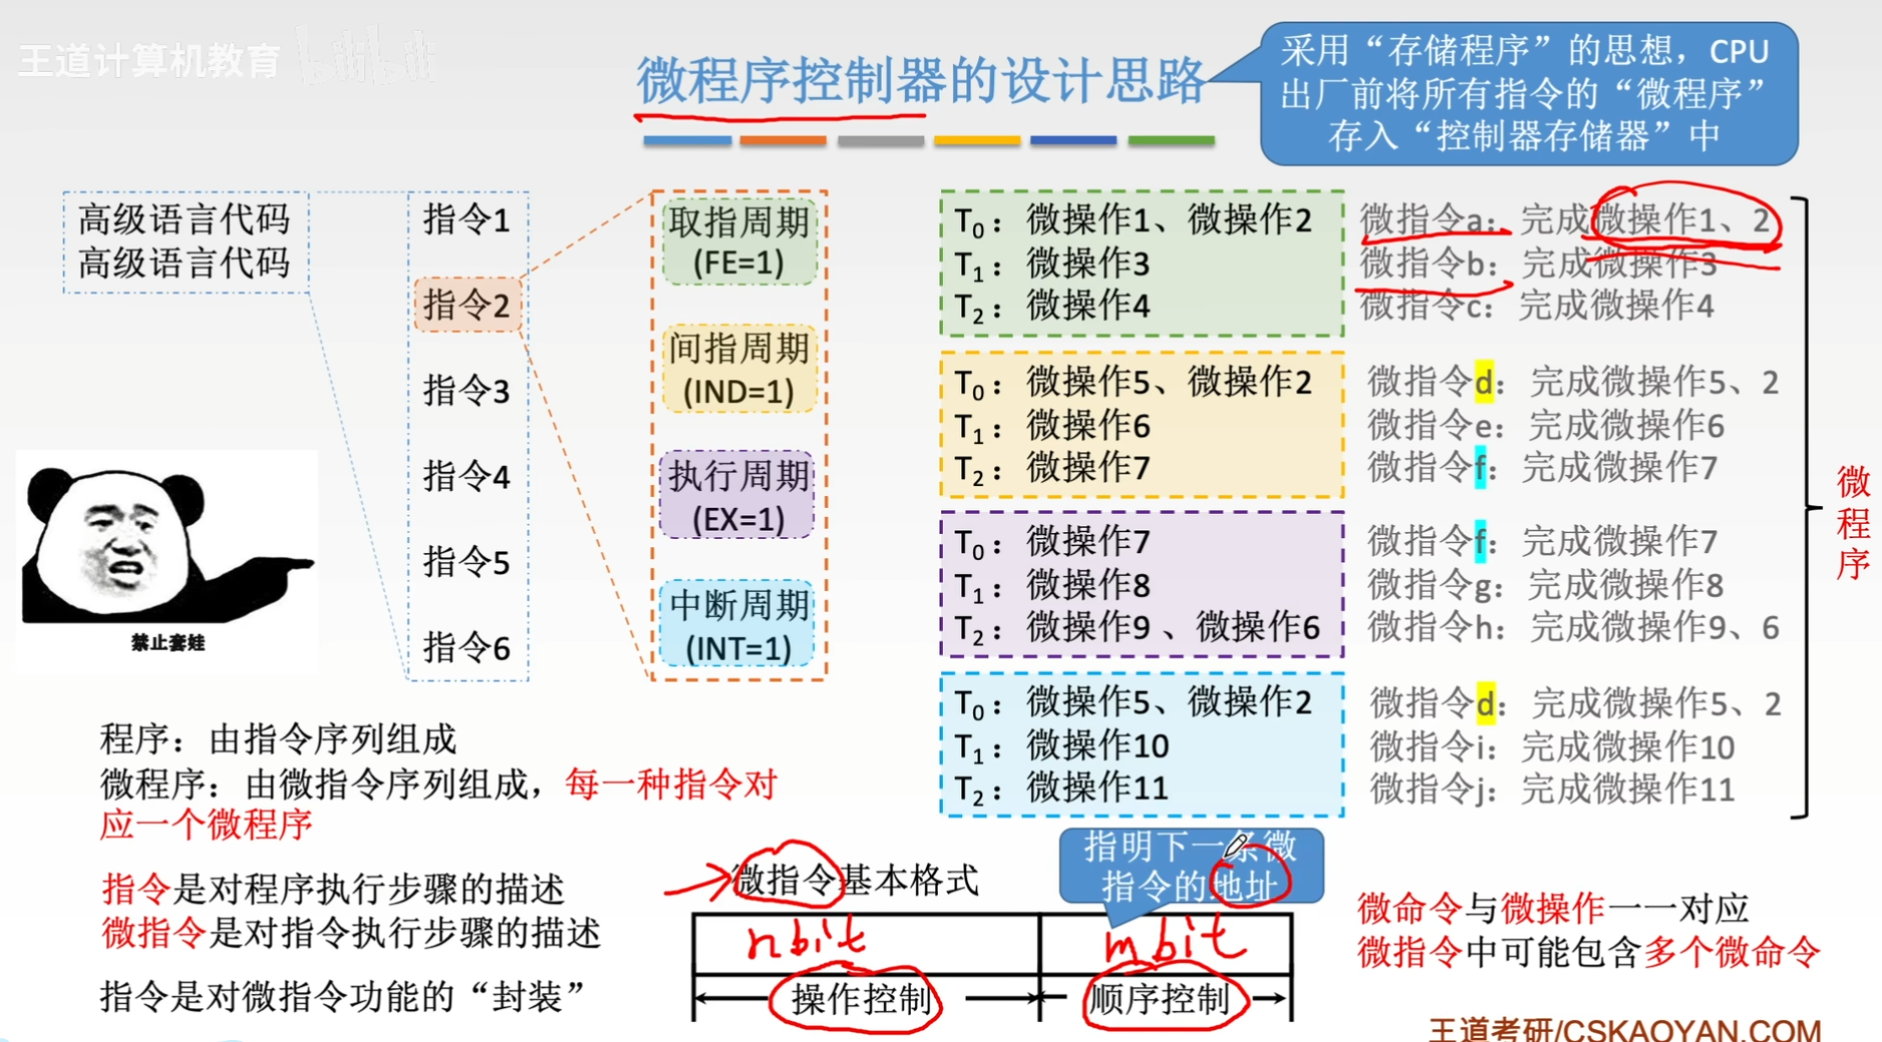 王道计算机教育 bilibili
微程序控制器的设计思路
采用“存储程序”的思想，CPU
出厂前将所有指令的“微程序”
存入“控制器存储器”中
高级语言代码
高级语言代码
指令1
指令2
指令3
指令4
指令5
指令6
取指周期
(FE=1)
间指周期
(IND=1)
执行周期
(EX=1)
中断周期
(INT=1)
T0：微操作1、微操作2
T1：微操作3
T2：微操作4
T0：微操作5、微操作2
T1：微操作6
T2：微操作7
T0：微操作7
T1：微操作8
T2：微操作9 、微操作6
T0：微操作5、微操作2
T1：微操作10
T2：微操作11
微指令a：完成微操作1、2
微指令b：完成微操作3
微指令c：完成微操作4
微指令d：完成微操作5、2
微指令e：完成微操作6
微指令f：完成微操作7
微指令f：完成微操作7
微指令g：完成微操作8
微指令h：完成微操作9、6
微指令d：完成微操作5、2
微指令i：完成微操作10
微指令j：完成微操作11
微程序
禁止套娃
程序：由指令序列组成
微程序：由微指令序列组成，每一种指令对
应一个微程序
指令是对程序执行步骤的描述
微指令是对指令执行步骤的描述
指令是对微指令功能的“封装”
微指令基本格式
指明下一条微
指令的地址
nbit
mbit
操作控制
顺序控制
微命令与微操作一一对应
微指令中可能包含多个微命令
王道考研/CSKAOYAN.COM